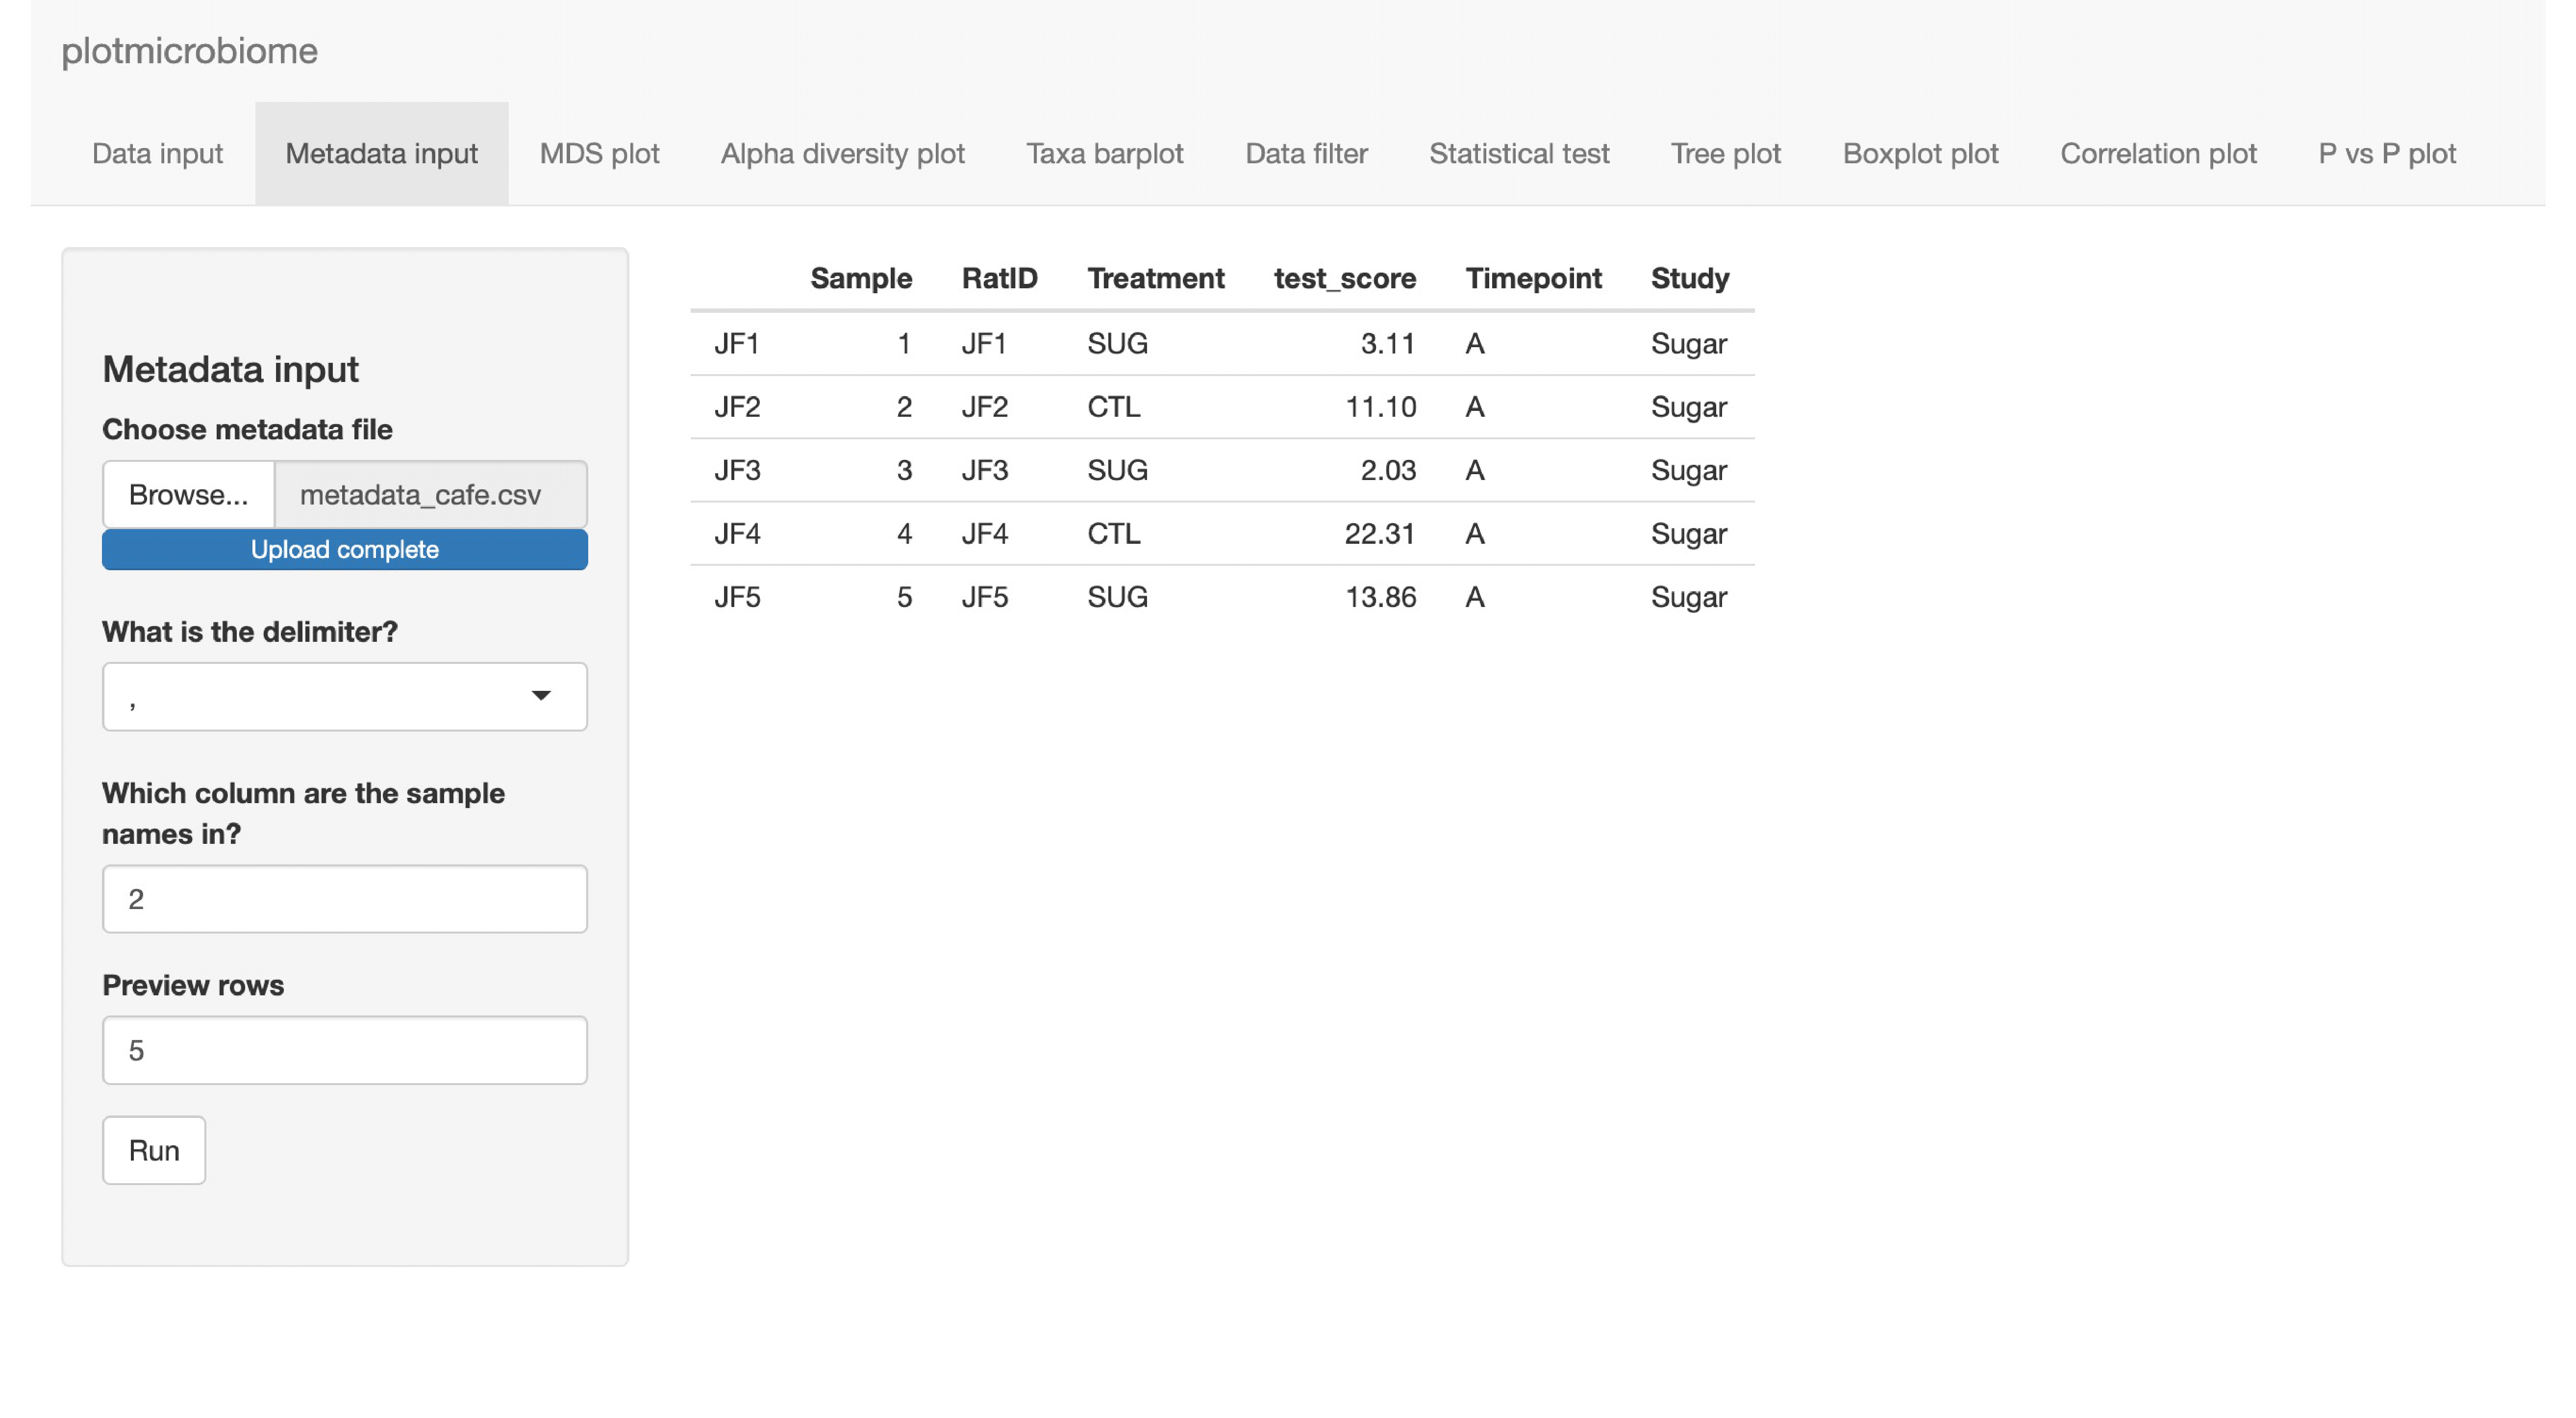 plotmicrobiome
Data input Metadata input MDS plot Alpha diversity plot Taxa barplot Data filter Statistical test Tree plot Boxplot plot Correlation plot P vs P plot
Metadata input
Choose metadata file
Browse... metadata_cafe.csv
Upload complete
What is the delimiter?
,
Which column are the sample
names in?
2
Preview rows
5
Run
Sample RatID Treatment test_score Timepoint Study
JF1 1 JF1 SUG 3.11 A Sugar
JF2 2 JF2 CTL 11.10 A Sugar
JF3 3 JF3 SUG 2.03 A Sugar
JF4 4 JF4 CTL 22.31 A Sugar
JF5 5 JF5 SUG 13.86 A Sugar